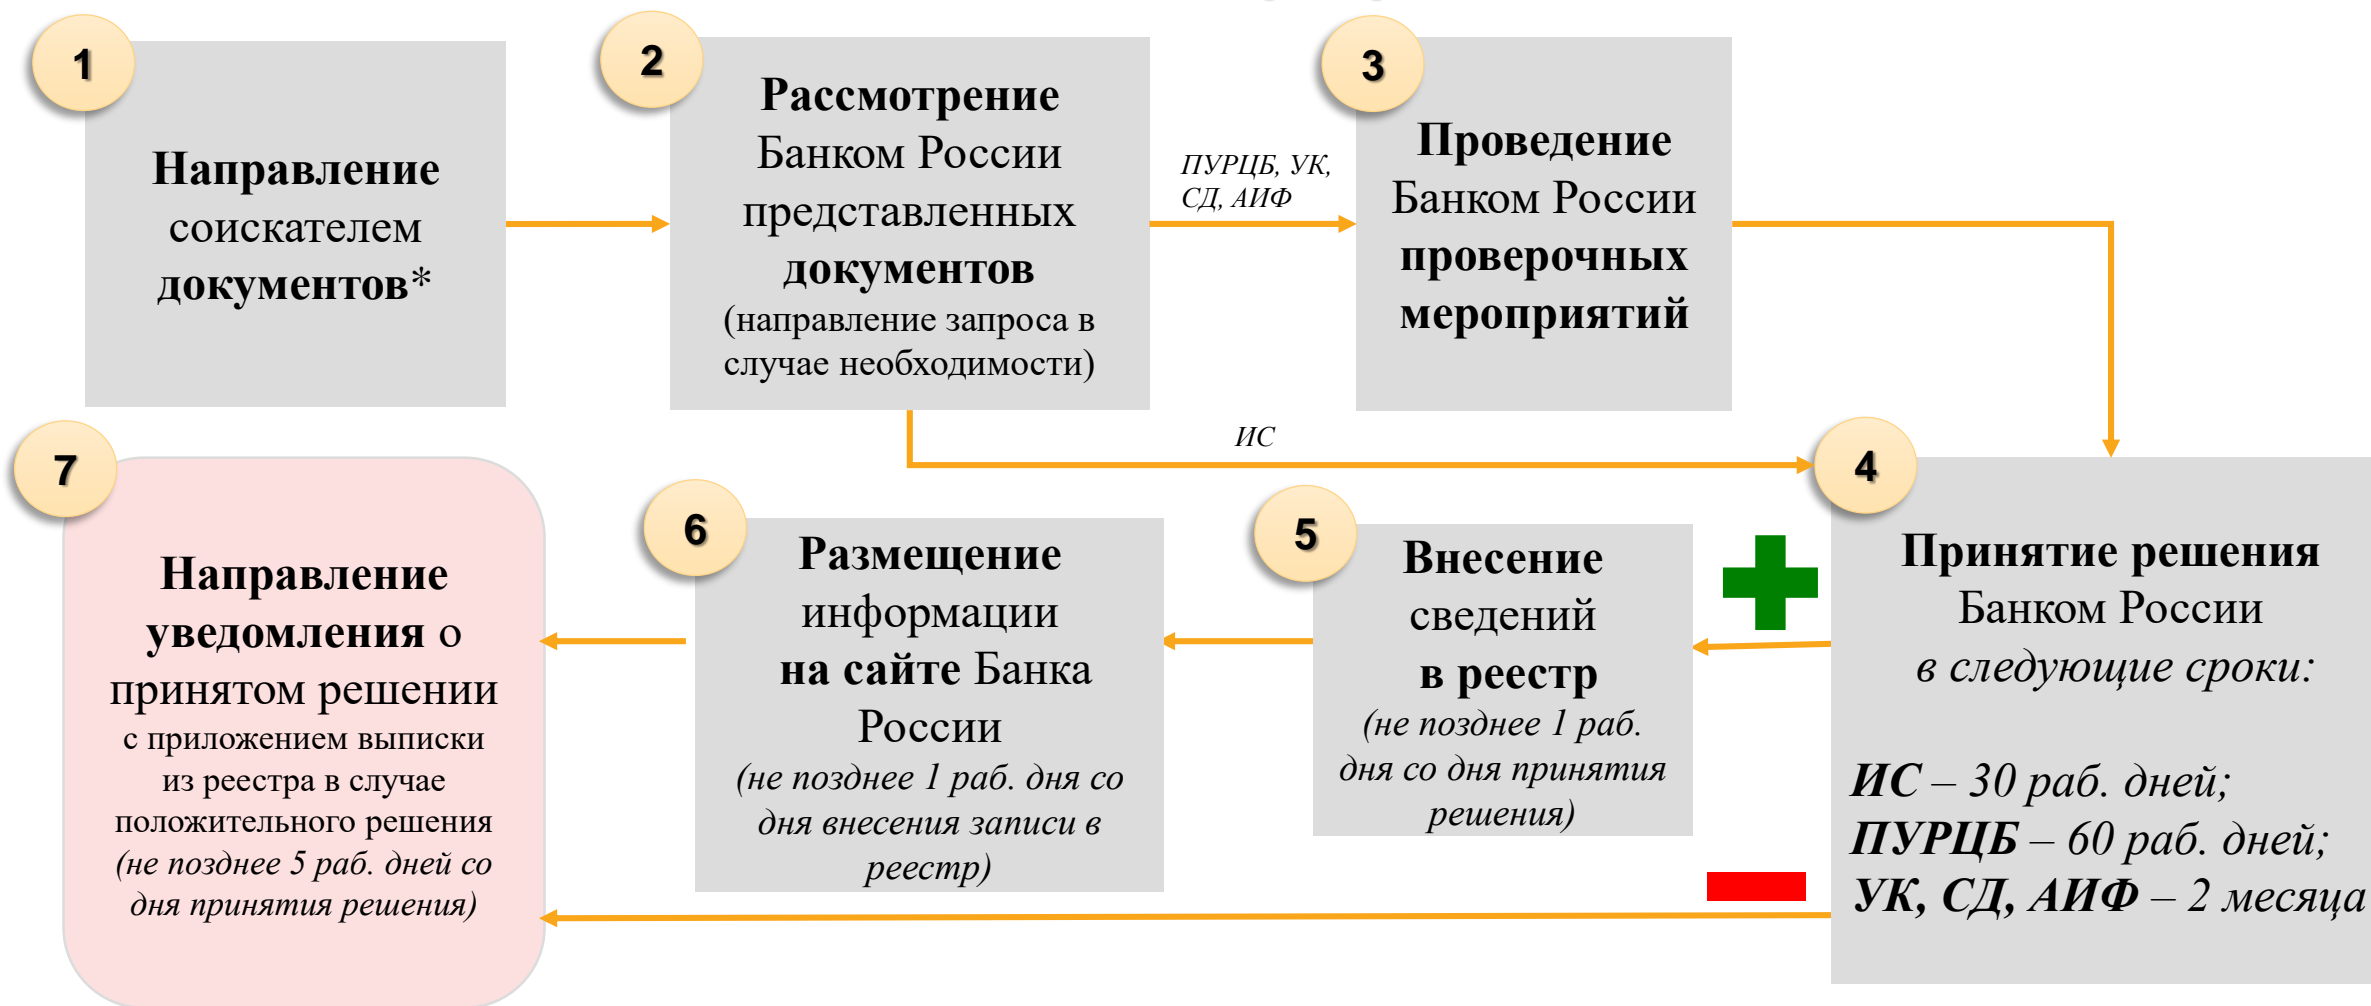 1
Направление
соискателем
документов*
2
Рассмотрение
Банком России
представленных
документов
(направление запроса в
случае необходимости)
ПУРЦБ, УК,
СД, АИФ
3
Проведение
Банком России
проверочных
мероприятий
ИС
4
Принятие решения
Банком России
в следующие сроки:
ИС – 30 раб. дней;
ПУРЦБ – 60 раб. дней;
УК, СД, АИФ – 2 месяца
5
Внесение
сведений
в реестр
(не позднее 1 раб.
дня со дня принятия
решения)
6
Размещение
информации
на сайте Банка
России
(не позднее 1 раб. дня со
дня внесения записи в
реестр)
7
Направление
уведомления о
принятом решении
с приложением выписки
из реестра в случае
положительного решения
(не позднее 5 раб. дней со
дня принятия решения)